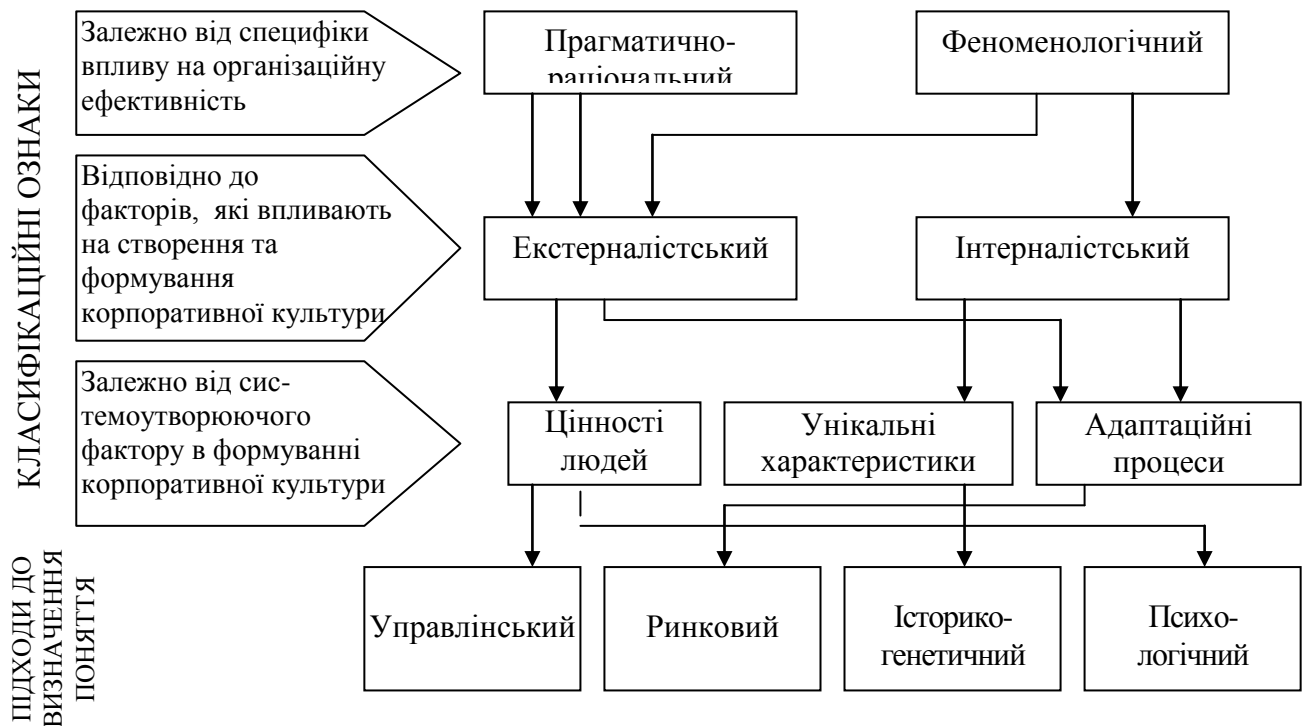 КЛАСИФІКАЦІЙНІ ОЗНАКИ
Залежно від специфіки
впливу на організаційну
ефективність
Прагматично-
раціональний
Феноменологічний
Відповідно до
факторів, які впливають
на створення та
формування
корпоративної культури
Екстерналістський
Інтерналістський
Залежно від сис-
темоутворюючого
фактору в формуванні
корпоративної культури
Цінності
людей
Унікальні
характеристики
Адаптаційні
процеси
ПІДХОДИ ДО
ВИЗНАЧЕННЯ
ПОНЯТТЯ
Управлінський
Ринковий
Історико-
генетичний
Психо-
логічний